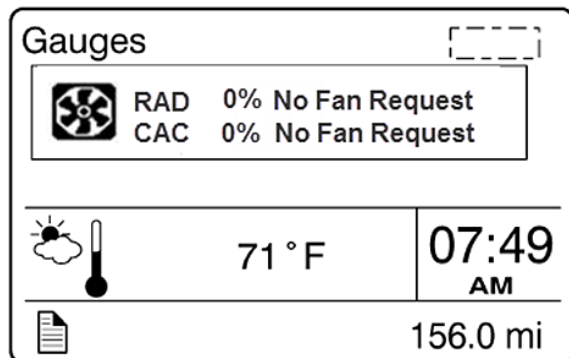 Gauges
RAD 0% No Fan Request
CAC 0% No Fan Request
71°F
07:49
AM
156.0 mi